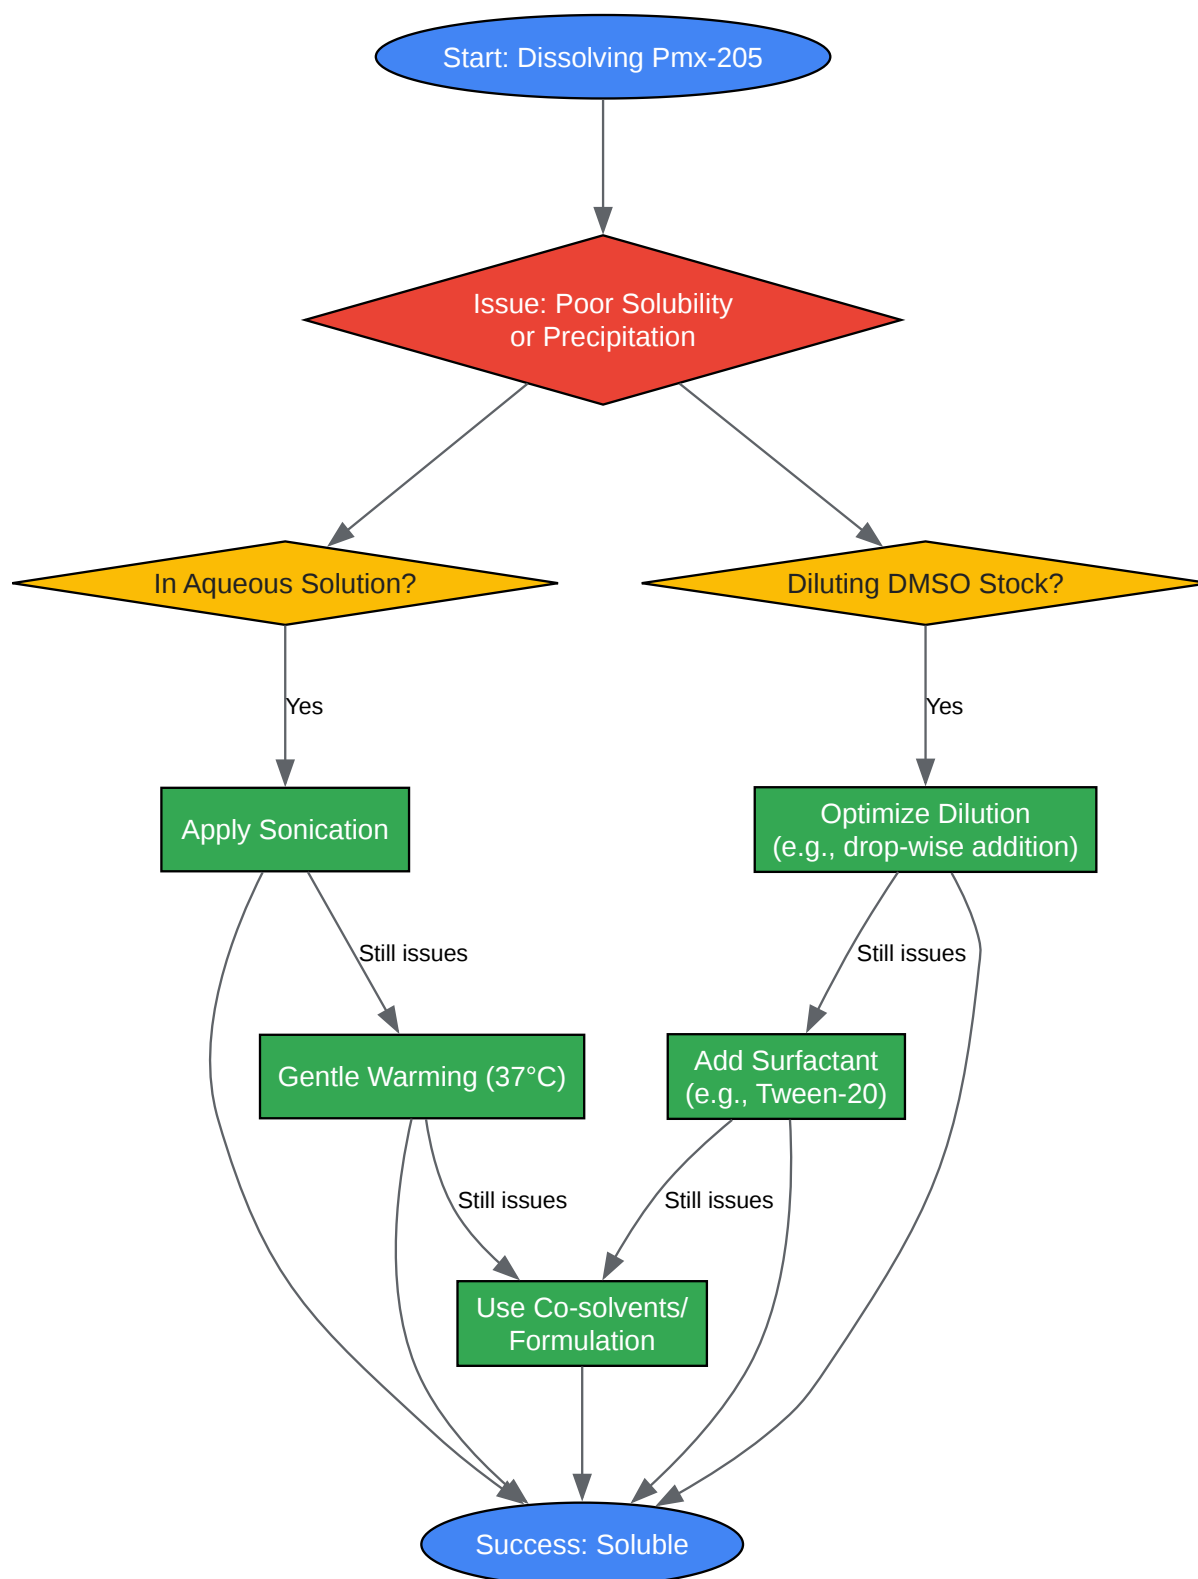 Start: Dissolving Pmx-205
Issue: Poor Solubility
or Precipitation
In Aqueous Solution?
Diluting DMSO Stock?
Yes
Yes
Apply Sonication
Optimize Dilution
(e.g., drop-wise addition)
Still issues
Still issues
Gentle Warming (37°C)
Add Surfactant
(e.g., Tween-20)
Still issues
Still issues
Use Co-solvents/
Formulation
Success: Soluble